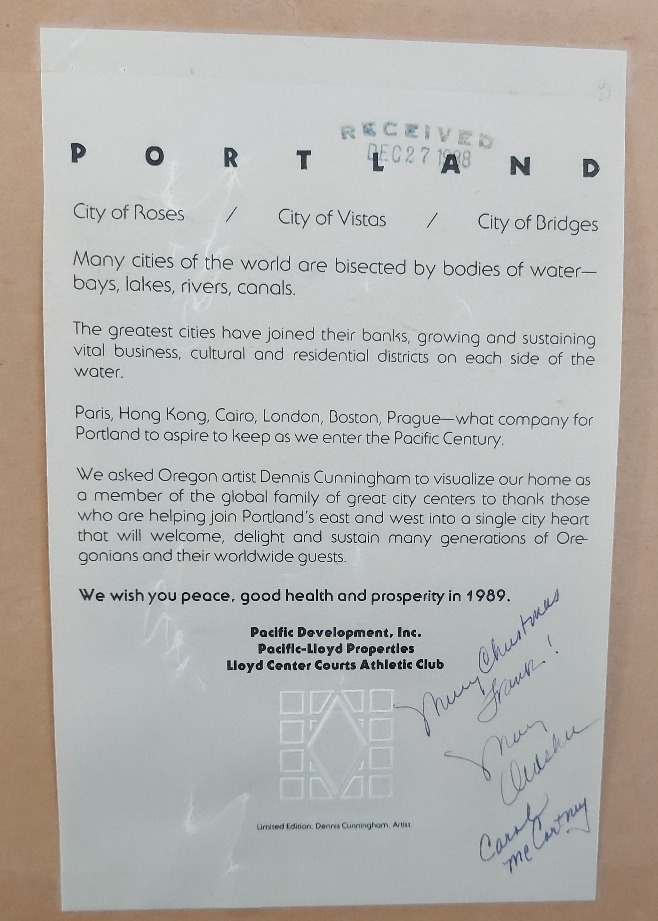 RECEIVED
DEC 27 1988
PORTLAND
City of Roses / City of Vistas / City of Bridges
Many cities of the world are bisected by bodies of water—
bays, lakes, rivers, canals.
The greatest cities have joined their banks, growing and sustaining
vital business, cultural and residential districts on each side of the
water.
Paris, Hong Kong, Cairo, London, Boston, Prague—what company for
Portland to aspire to keep as we enter the Pacific Century.
We asked Oregon artist Dennis Cunningham to visualize our home as
a member of the global family of great city centers to thank those
who are helping join Portland's east and west into a single city heart
that will welcome, delight and sustain many generations of Ore-
gonians and their worldwide guests.
We wish you peace, good health and prosperity in 1989.
Pacific Development, Inc.
Pacific-Lloyd Properties
Lloyd Center Courts Athletic Club
Merry Christmas
Frank!
Mary
Carol
McCartney
Limited Edition, Dennis Cunningham, Artist.